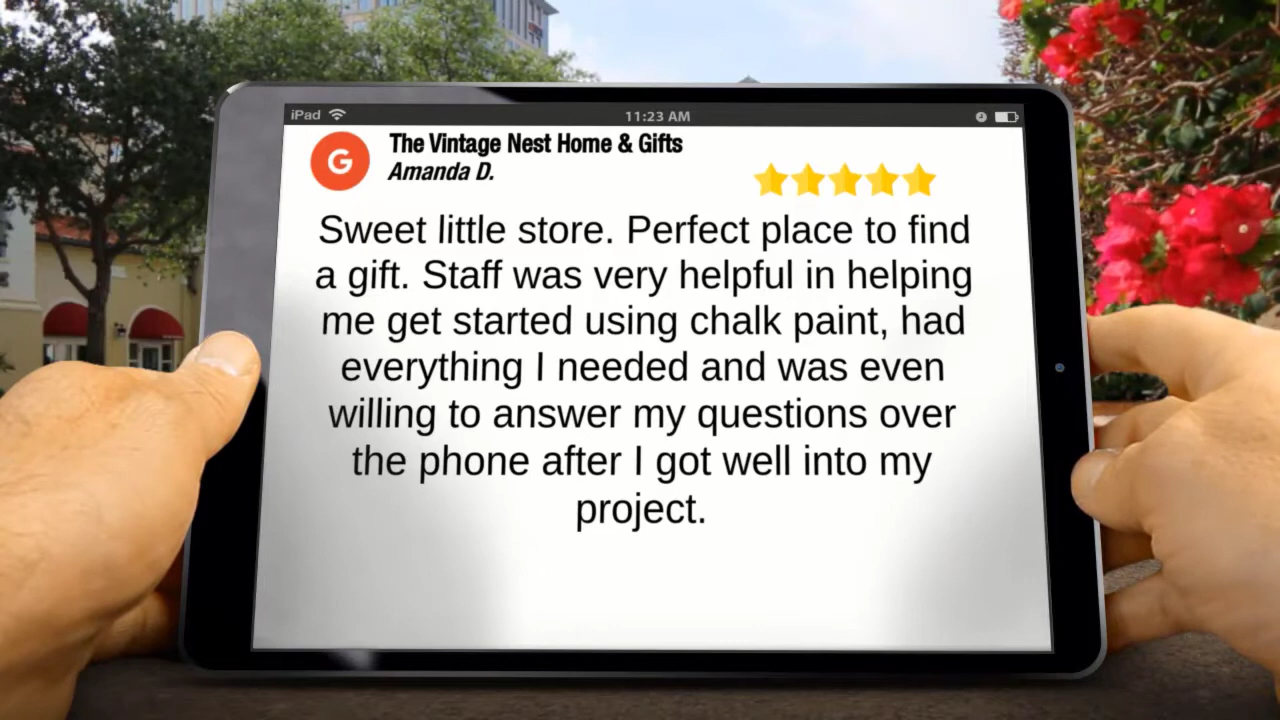 iPad
11:23 AM
G
The Vintage Nest Home & Gifts
Amanda D.
Sweet little store. Perfect place to find
a gift. Staff was very helpful in helping
me get started using chalk paint, had
everything I needed and was even
willing to answer my questions over
the phone after I got well into my
project.